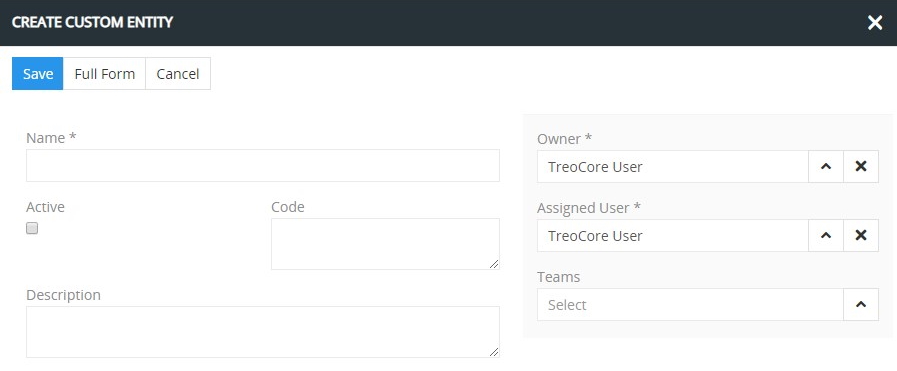 CREATE CUSTOM ENTITY
Save Full Form Cancel
Name *
Active Code
Description
Owner *
TreoCore User
Assigned User *
TreoCore User
Teams
Select